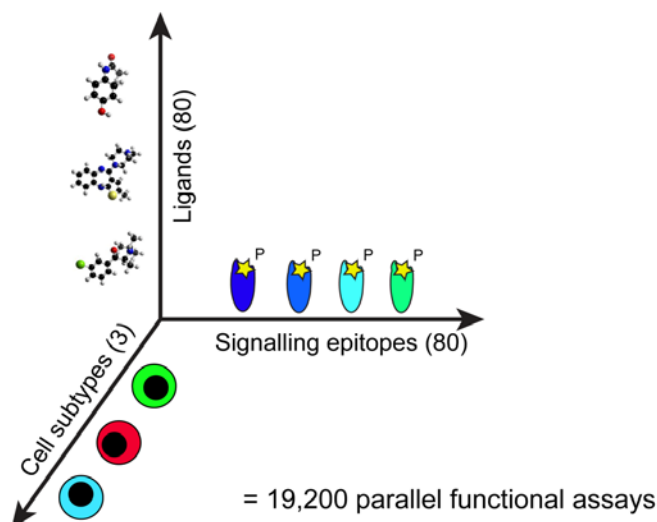 Ligands (80)
P P P P
Signalling epitopes (80)
Cell subtypes (3)
= 19,200 parallel functional assays